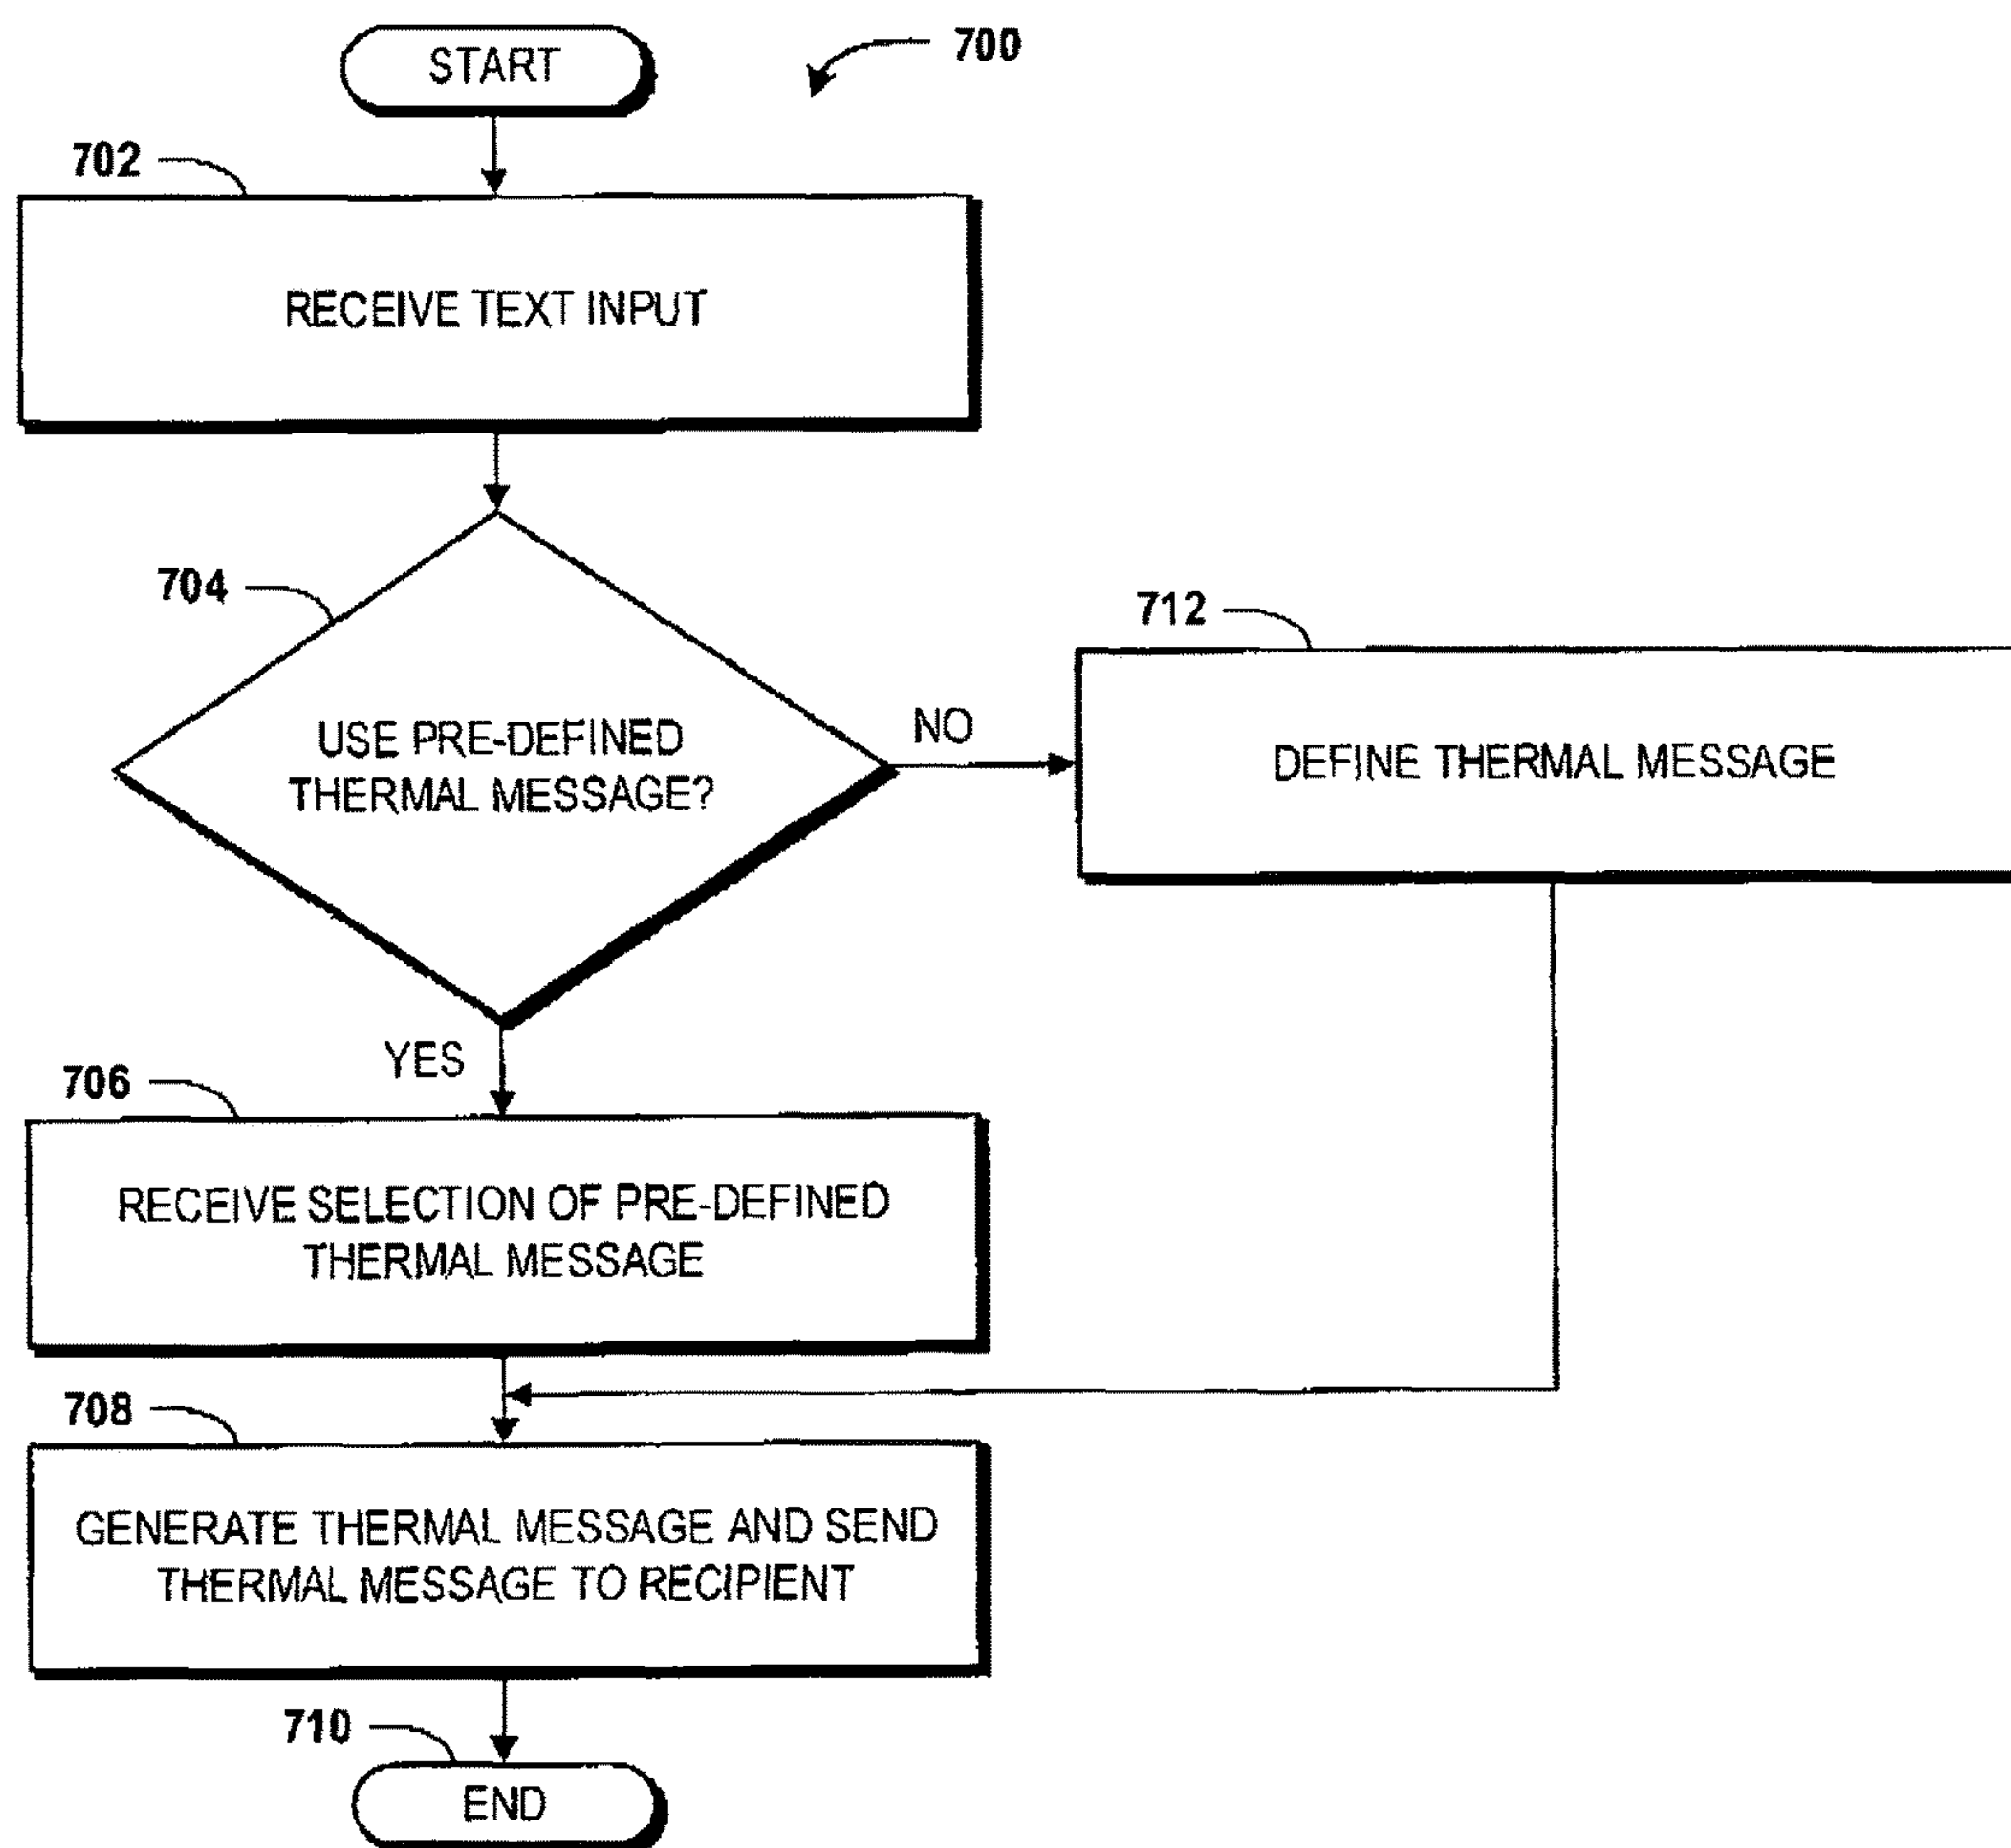 START
700
702
RECEIVE TEXT INPUT
704
USE PRE-DEFINED
THERMAL MESSAGE?
NO
712
DEFINE THERMAL MESSAGE
YES
706
RECEIVE SELECTION OF PRE-DEFINED
THERMAL MESSAGE
708
GENERATE THERMAL MESSAGE AND SEND
THERMAL MESSAGE TO RECIPIENT
710
END